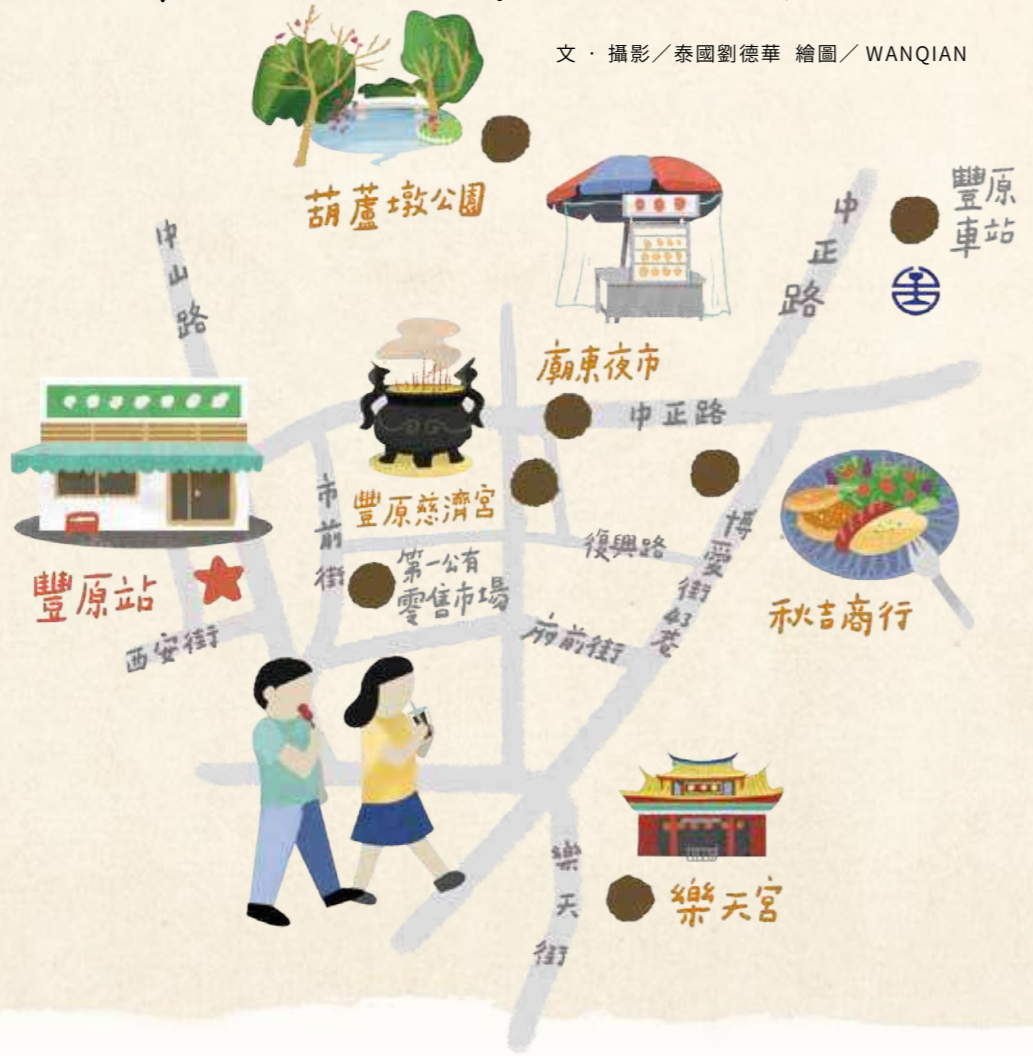 文 · 攝影／泰國劉德華 繪圖／ WANQIAN
葫蘆墩公園
中山路
中正路
豐原
車站
廟東夜市
中正路
豐原慈濟宮
市前街
第一公有
零售市場
復興路
博愛街43巷
秋吉商行
豐原站
西安街
府前街
樂天宮
樂天街